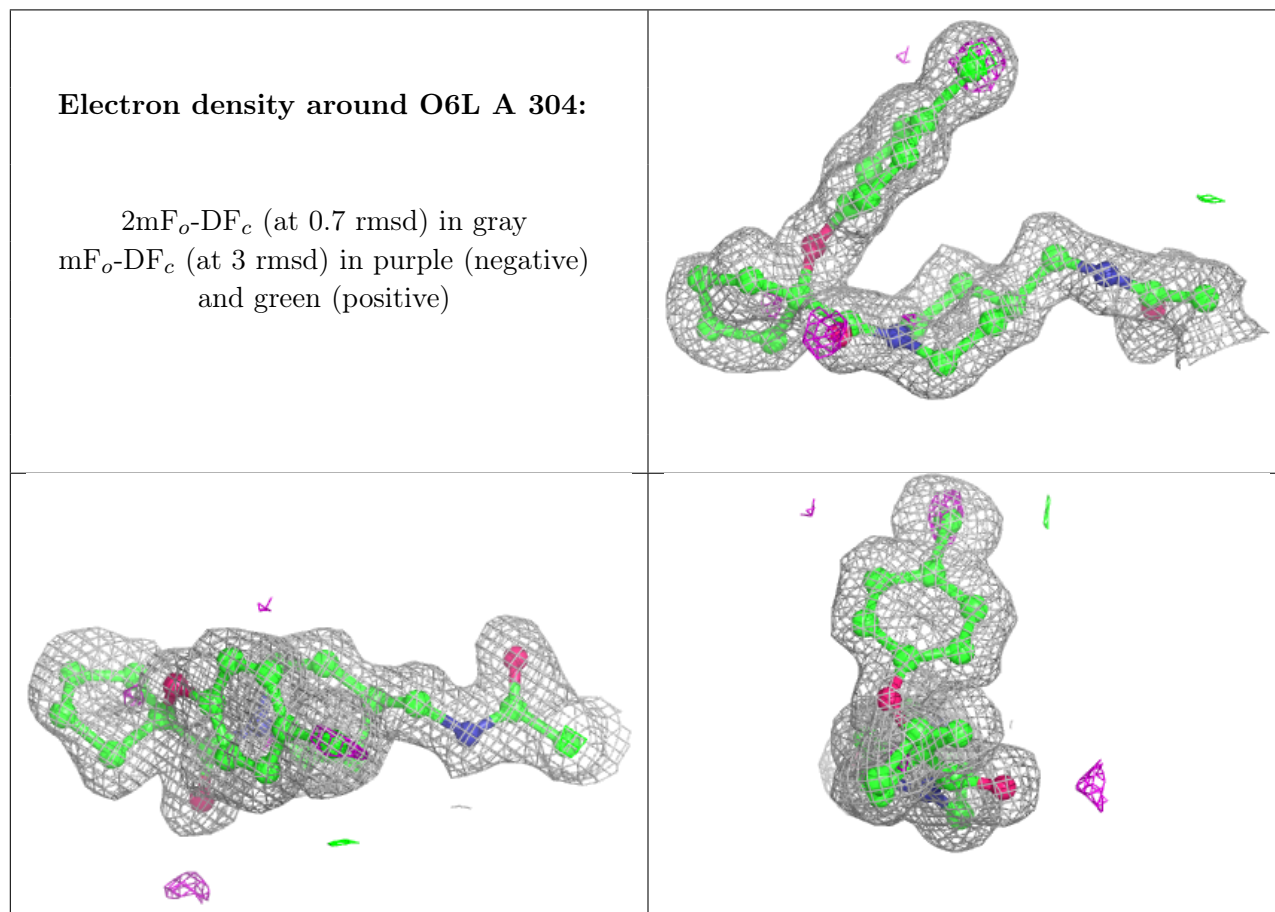 Electron density around O6L A 304:
2mFo-DFc (at 0.7 rmsd) in gray
mFo-DFc (at 3 rmsd) in purple (negative)
and green (positive)